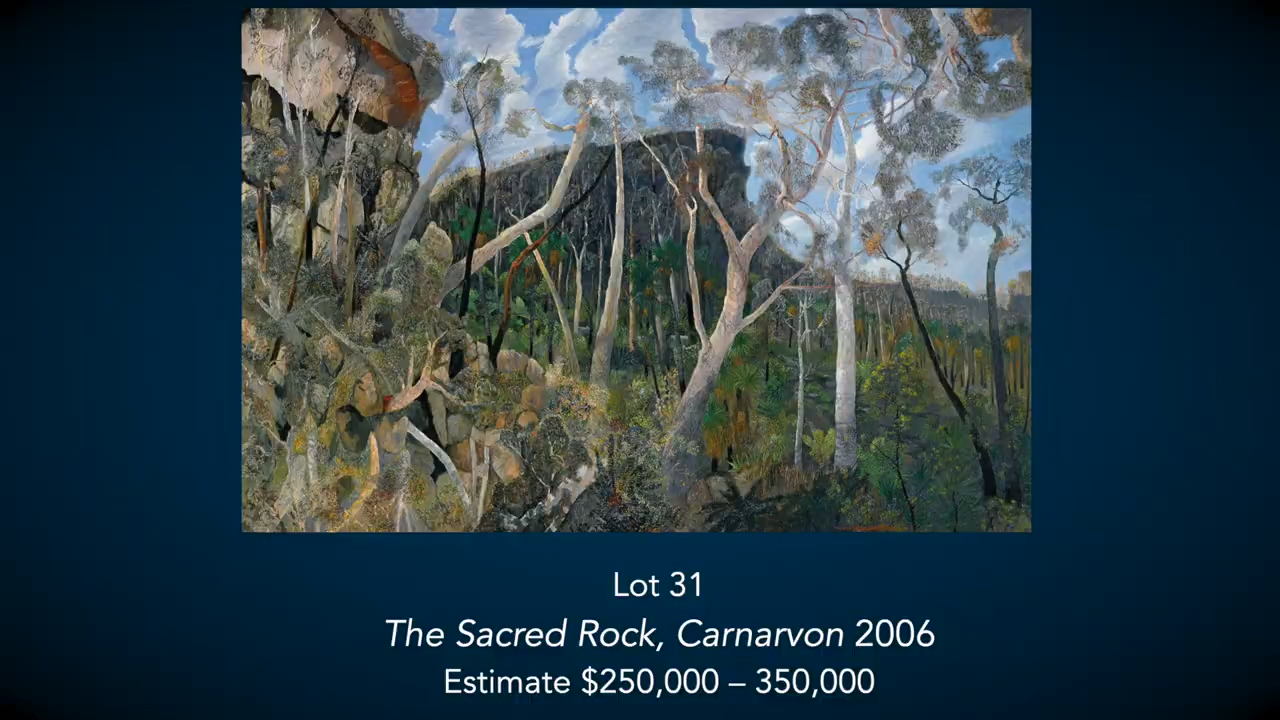 Lot 31
The Sacred Rock, Carnarvon 2006
Estimate $250,000 – 350,000